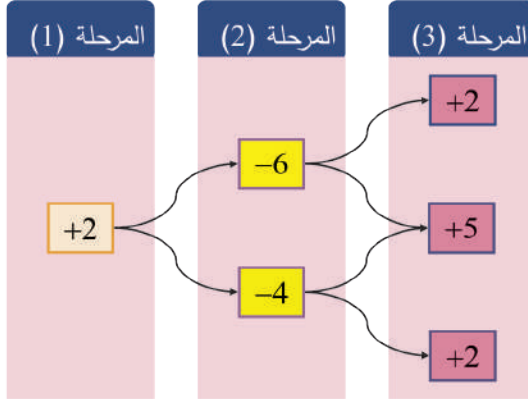 المرحلة (1)
المرحلة (2)
المرحلة (3)
+2
−6
−4
+2
+5
+2